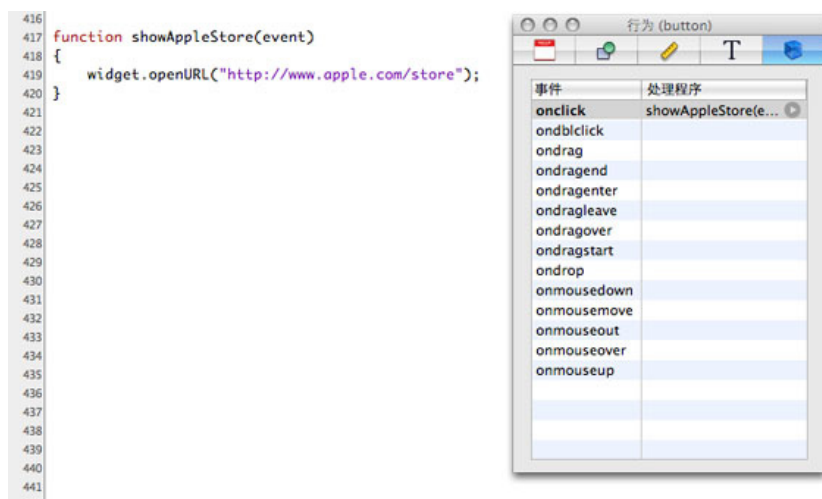 416
417 function showAppleStore(event)
418 {
419 widget.openURL("http://www.apple.com/store");
420 }
421
422
423
424
425
426
427
428
429
430
431
432
433
434
435
436
437
438
439
440
441
行为 (button)
T
事件 处理程序
onclick showAppleStore(e...
ondblclick
ondrag
ondragend
ondragenter
ondragleave
ondragover
ondragstart
ondrop
onmousedown
onmousemove
onmouseout
onmouseover
onmouseup